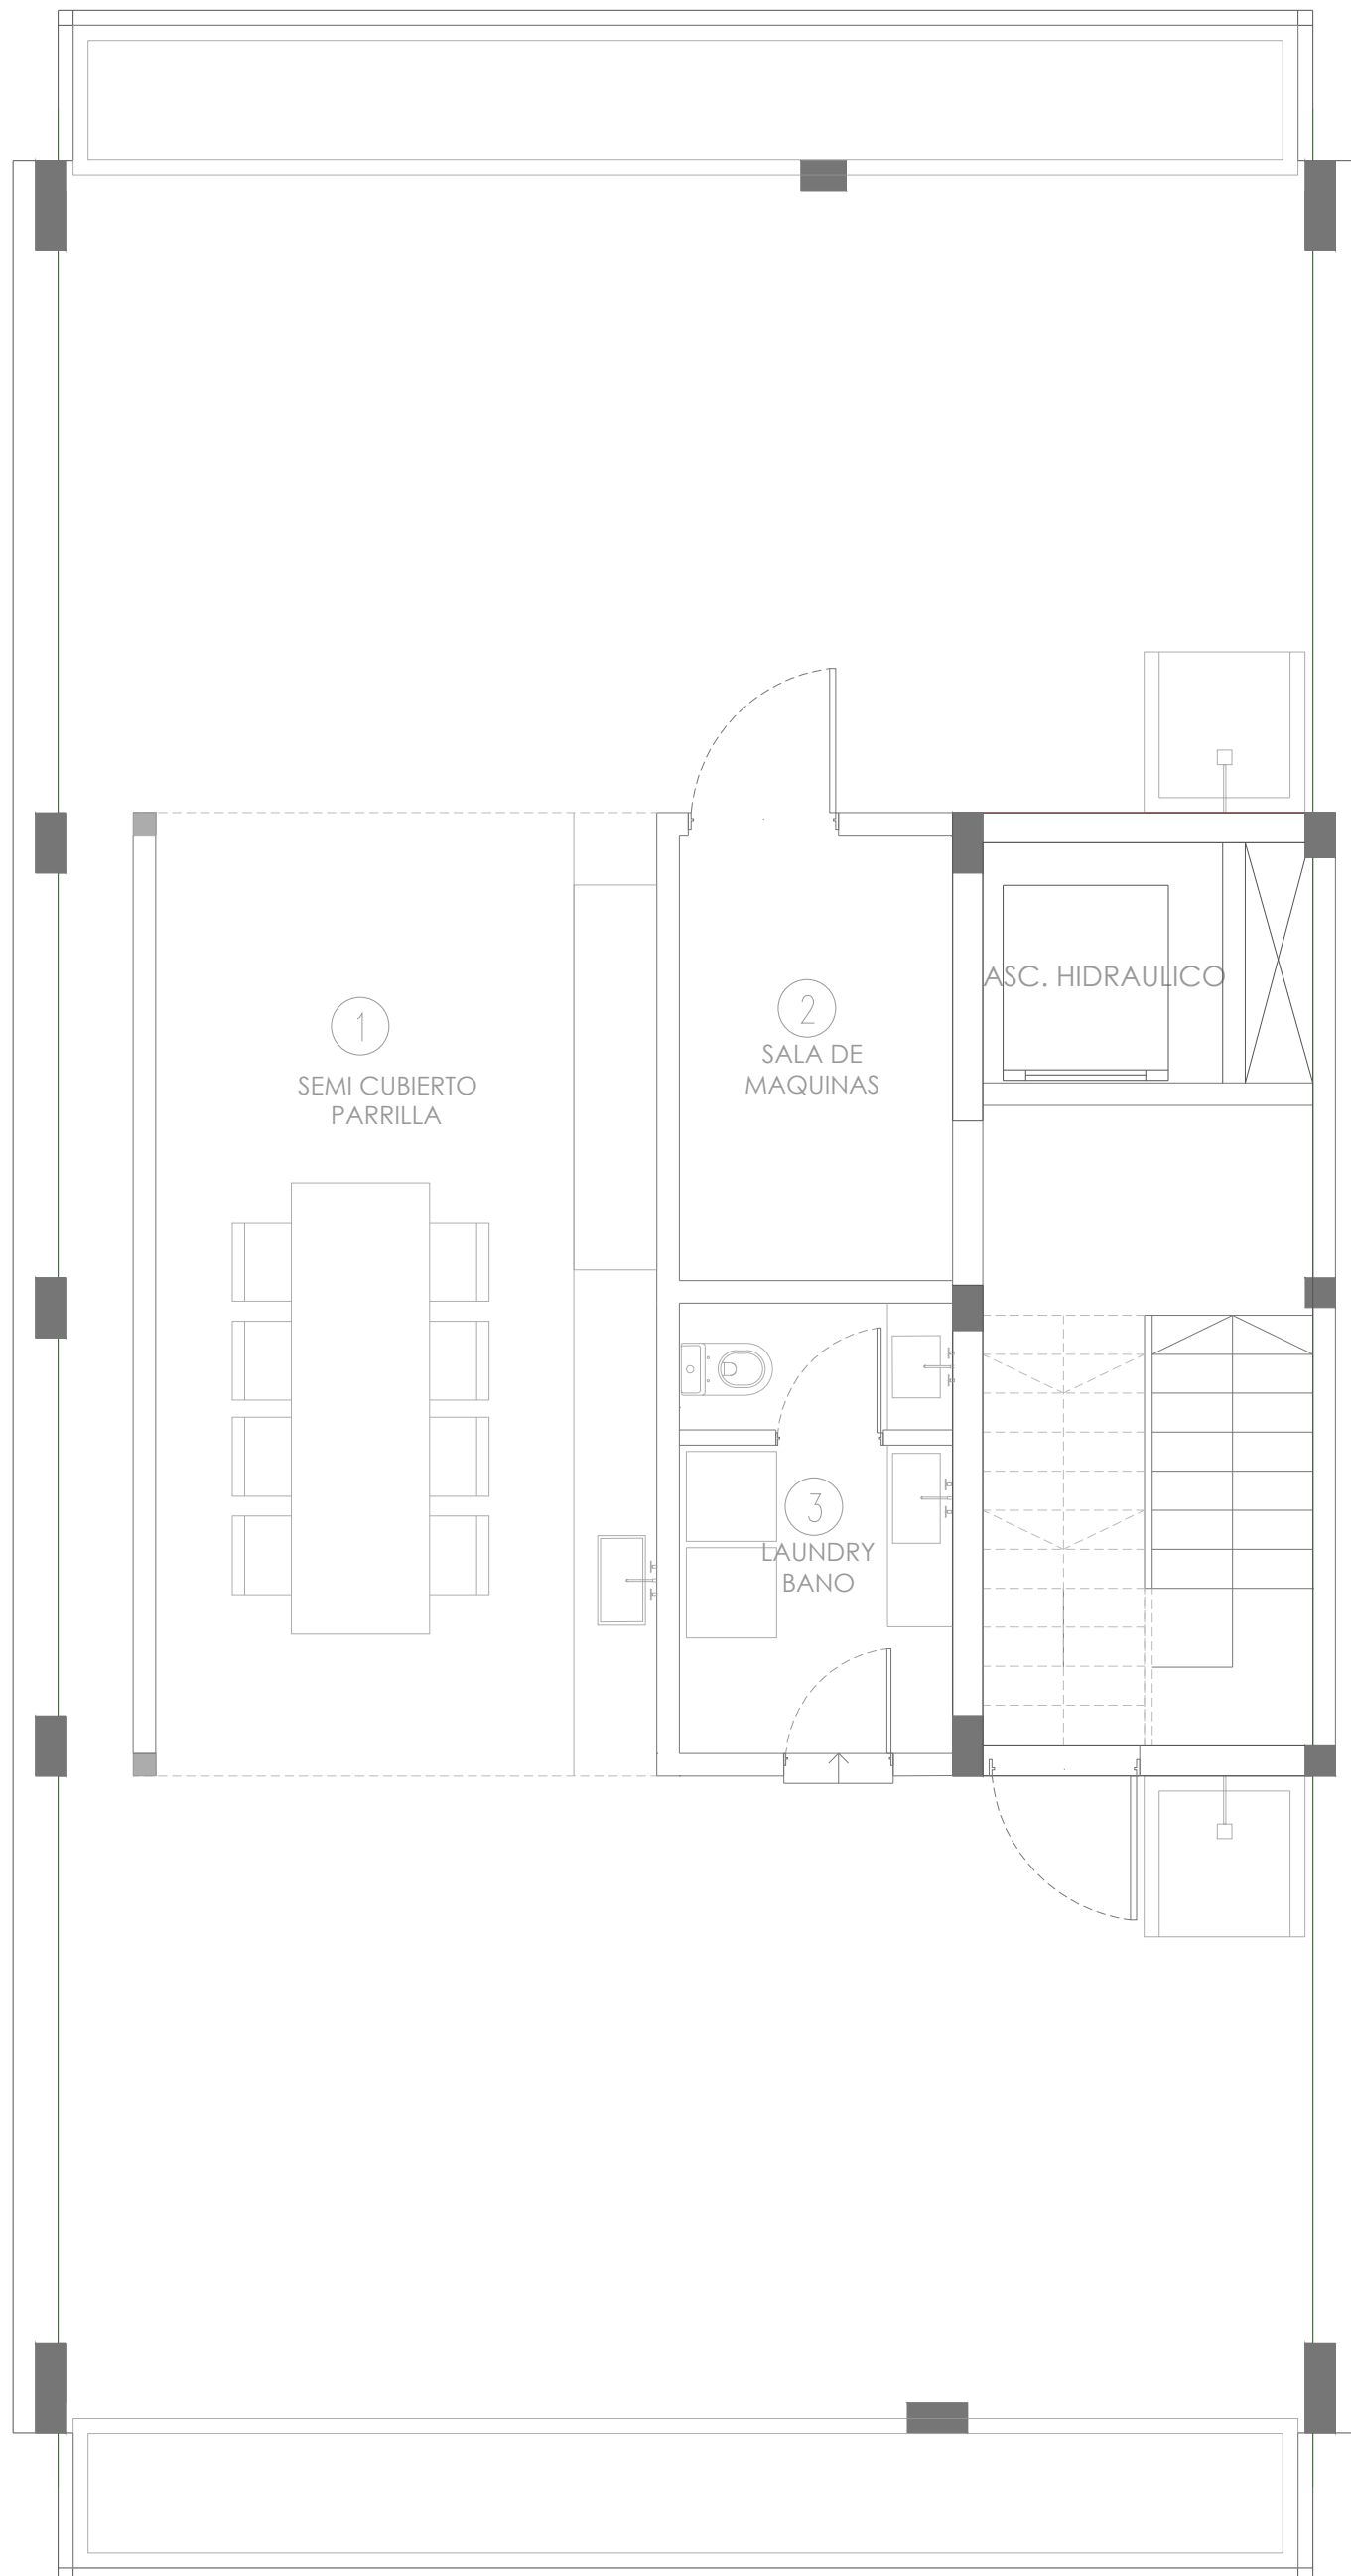 ASC. HIDRAULICO
1
SEMI CUBIERTO
PARRILLA
2
SALA DE
MAQUINAS
3
LAUNDRY
BANO